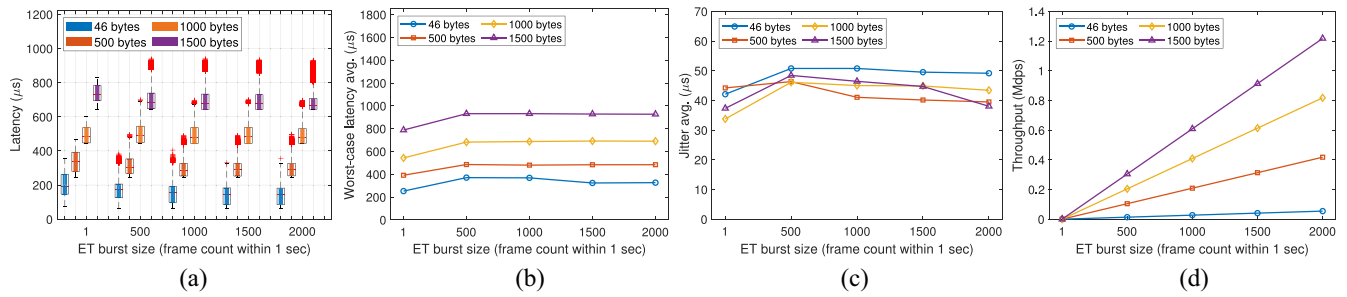 1200
1000
800
600
400
200
0
Latency (μs)
46 bytes
500 bytes
1000 bytes
1500 bytes
1
500
1000
1500
2000
ET burst size (frame count within 1 sec)
(a)
1800
1600
1400
1200
1000
800
600
400
200
0
Worst-case latency avg. (μs)
46 bytes
500 bytes
1000 bytes
1500 bytes
1
500
1000
1500
2000
ET burst size (frame count within 1 sec)
(b)
70
60
50
40
30
20
10
0
Jitter avg. (μs)
46 bytes
500 bytes
1000 bytes
1500 bytes
1
500
1000
1500
2000
ET burst size (frame count within 1 sec)
(c)
1.4
1.2
1
0.8
0.6
0.4
0.2
0
Throughput (Mdps)
46 bytes
500 bytes
1000 bytes
1500 bytes
1
500
1000
1500
2000
ET burst size (frame count within 1 sec)
(d)